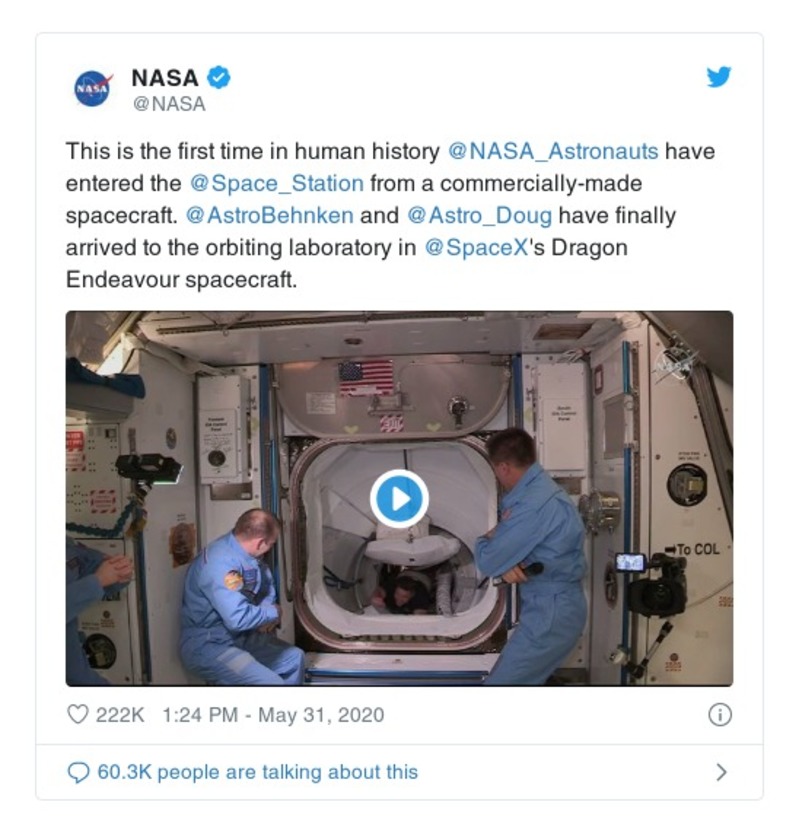 NASA
@NASA
This is the first time in human history @NASA_Astronauts have
entered the @Space_Station from a commercially-made
spacecraft. @AstroBehnken and @Astro_Doug have finally
arrived to the orbiting laboratory in @SpaceX's Dragon
Endeavour spacecraft.
NASA
➡To COL
222K 1:24 PM - May 31, 2020
60.3K people are talking about this